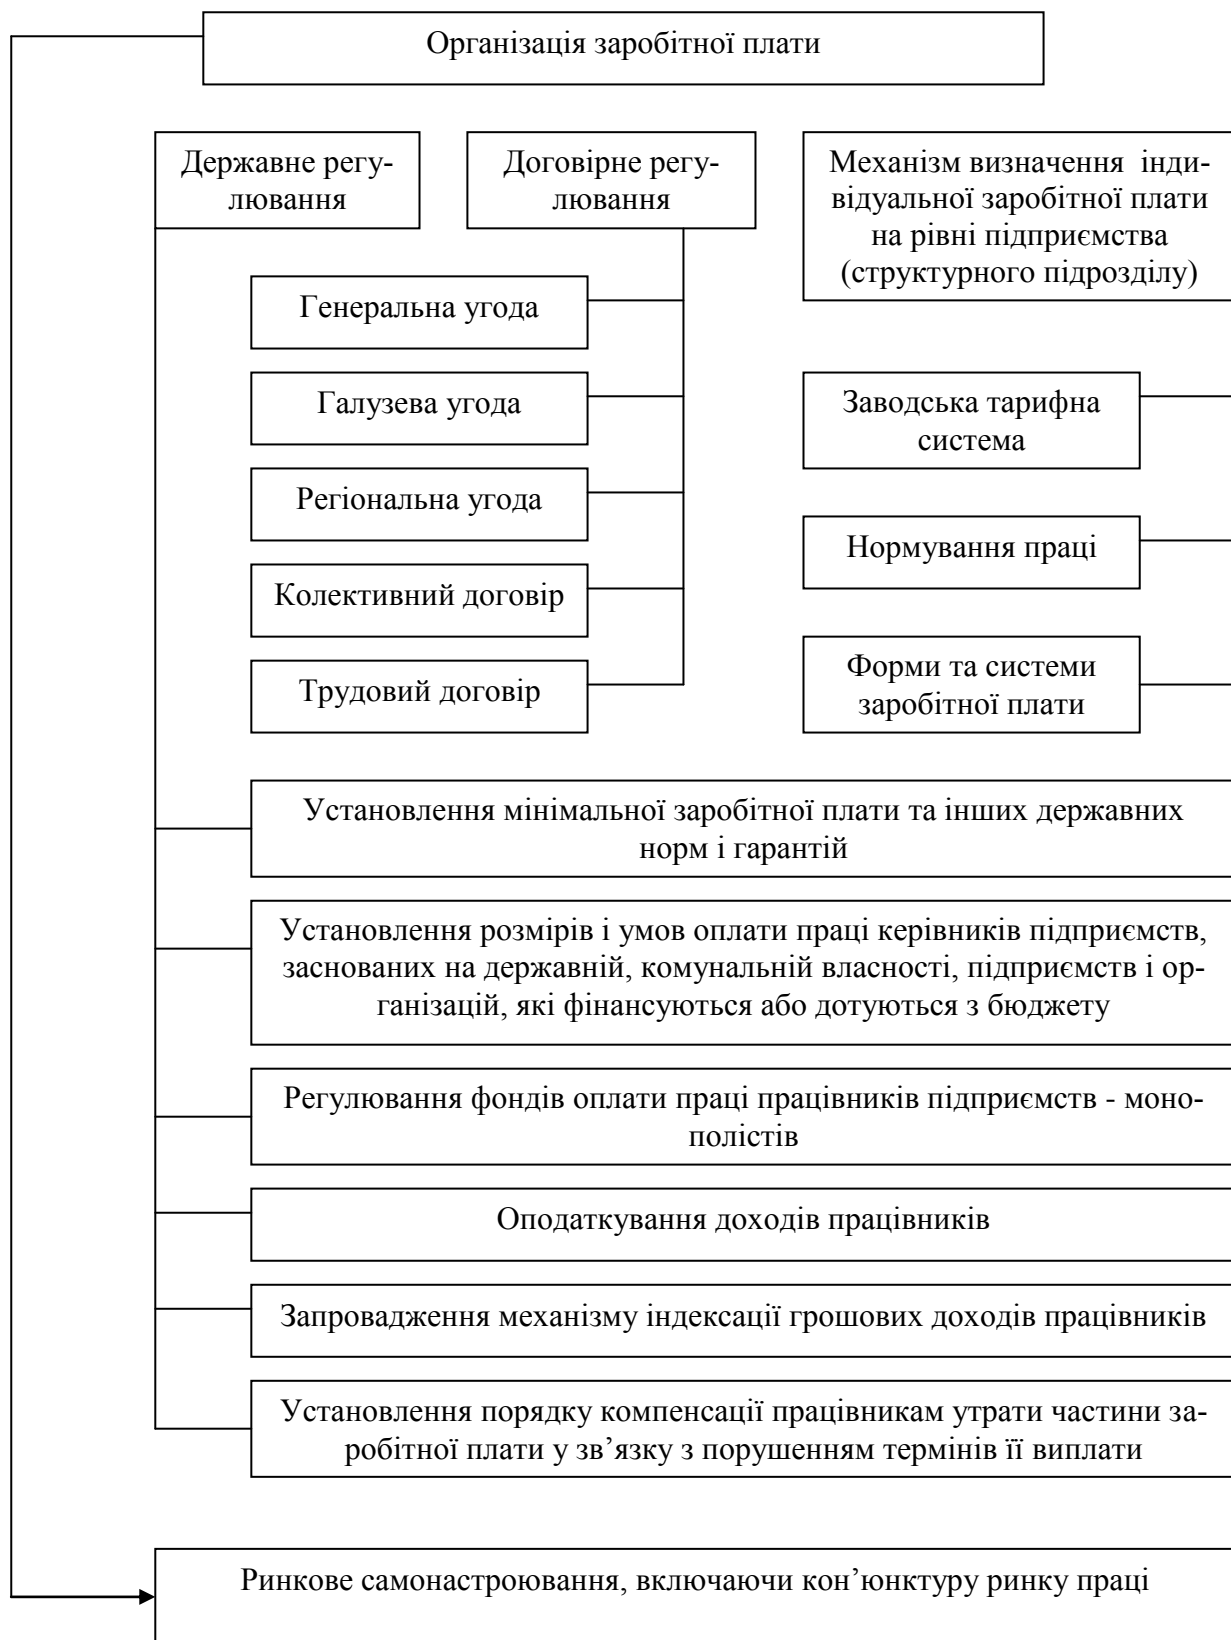 Організація заробітної плати
Державне регу-
лювання
Договірне регу-
лювання
Механізм визначення інди-
відуальної заробітної плати
на рівні підприємства
(структурного підрозділу)
Генеральна угода
Галузева угода
Регіональна угода
Колективний договір
Трудовий договір
Заводська тарифна
система
Нормування праці
Форми та системи
заробітної плати
Установлення мінімальної заробітної плати та інших державних
норм і гарантій
Установлення розмірів і умов оплати праці керівників підприємств,
заснованих на державній, комунальній власності, підприємств і ор-
ганізацій, які фінансуються або дотуються з бюджету
Регулювання фондів оплати праці працівників підприємств - моно-
полістів
Оподаткування доходів працівників
Запровадження механізму індексації грошових доходів працівників
Установлення порядку компенсації працівникам утрати частини за-
робітної плати у зв’язку з порушенням термінів її виплати
Ринкове самонастроювання, включаючи кон’юнктуру ринку праці